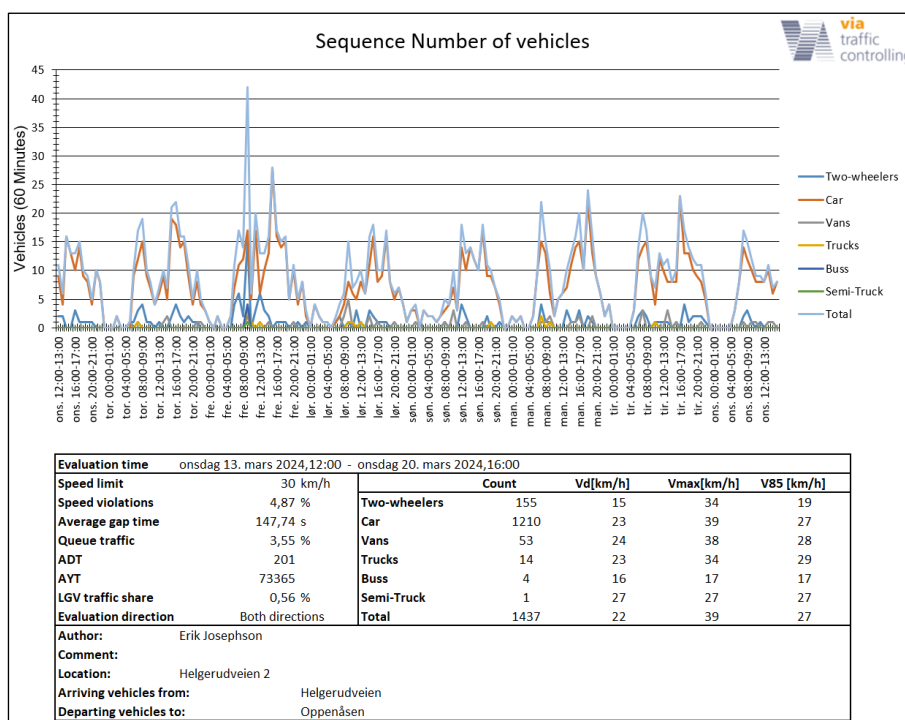 Sequence Number of vehicles
via
traffic
controlling
45
40
35
30
25
20
15
10
5
0
Vehicles (60 Minutes)
Two-wheelers
Car
Vans
Trucks
Buss
Semi-Truck
Total
ons. 12:00-13:00
ons. 16:00-17:00
ons. 20:00-21:00
tor. 00:00-01:00
tor. 04:00-05:00
tor. 08:00-09:00
tor. 12:00-13:00
tor. 16:00-17:00
tor. 20:00-21:00
fre. 00:00-01:00
fre. 04:00-05:00
fre. 08:00-09:00
fre. 12:00-13:00
fre. 16:00-17:00
fre. 20:00-21:00
lør. 00:00-01:00
lør. 04:00-05:00
lør. 08:00-09:00
lør. 12:00-13:00
lør. 16:00-17:00
lør. 20:00-21:00
søn. 00:00-01:00
søn. 04:00-05:00
søn. 08:00-09:00
søn. 12:00-13:00
søn. 16:00-17:00
søn. 20:00-21:00
man. 00:00-01:00
man. 04:00-05:00
man. 08:00-09:00
man. 12:00-13:00
man. 16:00-17:00
man. 20:00-21:00
tir. 00:00-01:00
tir. 04:00-05:00
tir. 08:00-09:00
tir. 12:00-13:00
tir. 16:00-17:00
tir. 20:00-21:00
ons. 00:00-01:00
ons. 04:00-05:00
ons. 08:00-09:00
ons. 12:00-13:00
Evaluation time onsdag 13. mars 2024,12:00 - onsdag 20. mars 2024,16:00
Speed limit 30 km/h Count Vd[km/h] Vmax[km/h] V85 [km/h]
Speed violations 4,87 % Two-wheelers 155 15 34 19
Average gap time 147,74 s Car 1210 23 39 27
Queue traffic 3,55 % Vans 53 24 38 28
ADT 201 Trucks 14 23 34 29
AYT 73365 Buss 4 16 17 17
LGV traffic share 0,56 % Semi-Truck 1 27 27 27
Evaluation direction Both directions Total 1437 22 39 27
Author: Erik Josephson
Comment:
Location: Helgerudveien 2
Arriving vehicles from: Helgerudveien
Departing vehicles to: Oppenåsen